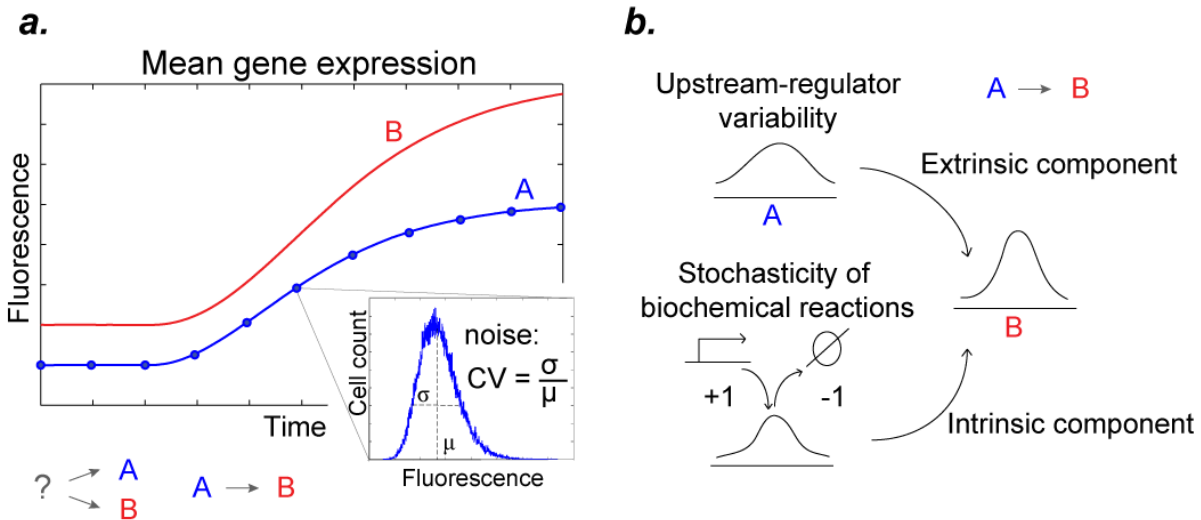 a.
Mean gene expression
Fluorescence
B
A
Time
Cell count
noise:
CV = σ/μ
σ
μ
Fluorescence
? A
B
A → B
b.
Upstream-regulator
variability
A
A → B
Extrinsic component
Stochasticity of
biochemical reactions
+1
-1
B
Intrinsic component